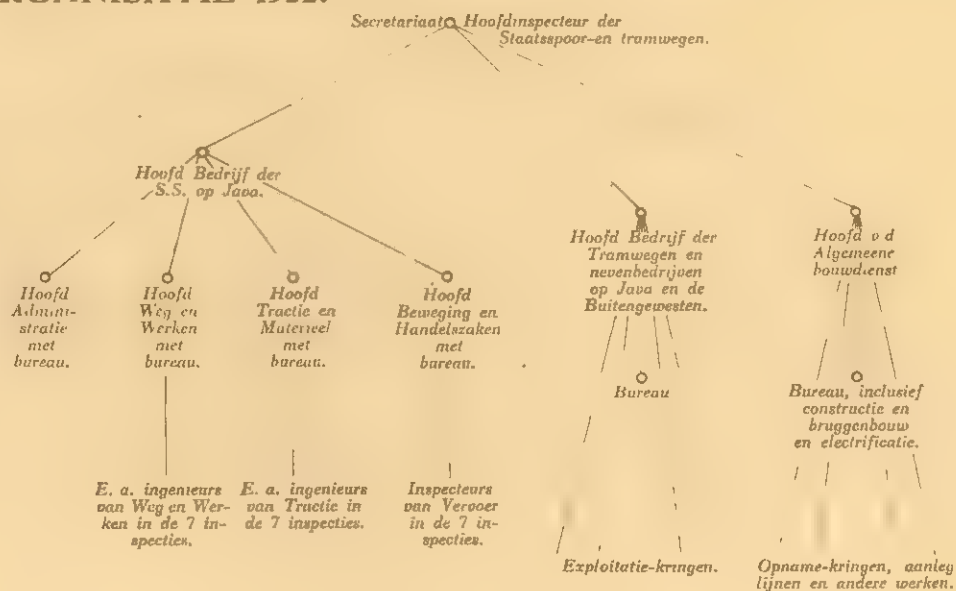 ORGANISATIE 1922.
Secretariaat Hoofdinspecteur der
Staatsspoor-en tramwegen.
Hoofd Bedrijf der
S.S. op Java.
Hoofd Bedrijf der
Tramwegen en
nevenbedrijven
op Java en de
Buitengewesten.
Hoofd v d
Algemeene
bouwdienst
Hoofd
Admini-
stratie
met
bureau.
Hoofd
Weg en
Werken
met
bureau.
Hoofd
Tractie en
Materieel
met
bureau.
Hoofd
Beweging en
Handelszaken
met
bureau.
Bureau
Bureau, inclusief
constructie en
bruggenbouw
en electrificatie.
E. a. ingenieurs
van Weg en Wer-
ken in de 7 in-
specties.
E. a. ingenieurs
van Tractie in
de 7 inspecties.
Inspecteurs
van Vervoer
in de 7 in-
specties.
Exploitatie-kringen.
Opname-kringen, aanleg
lijnen en andere werken.